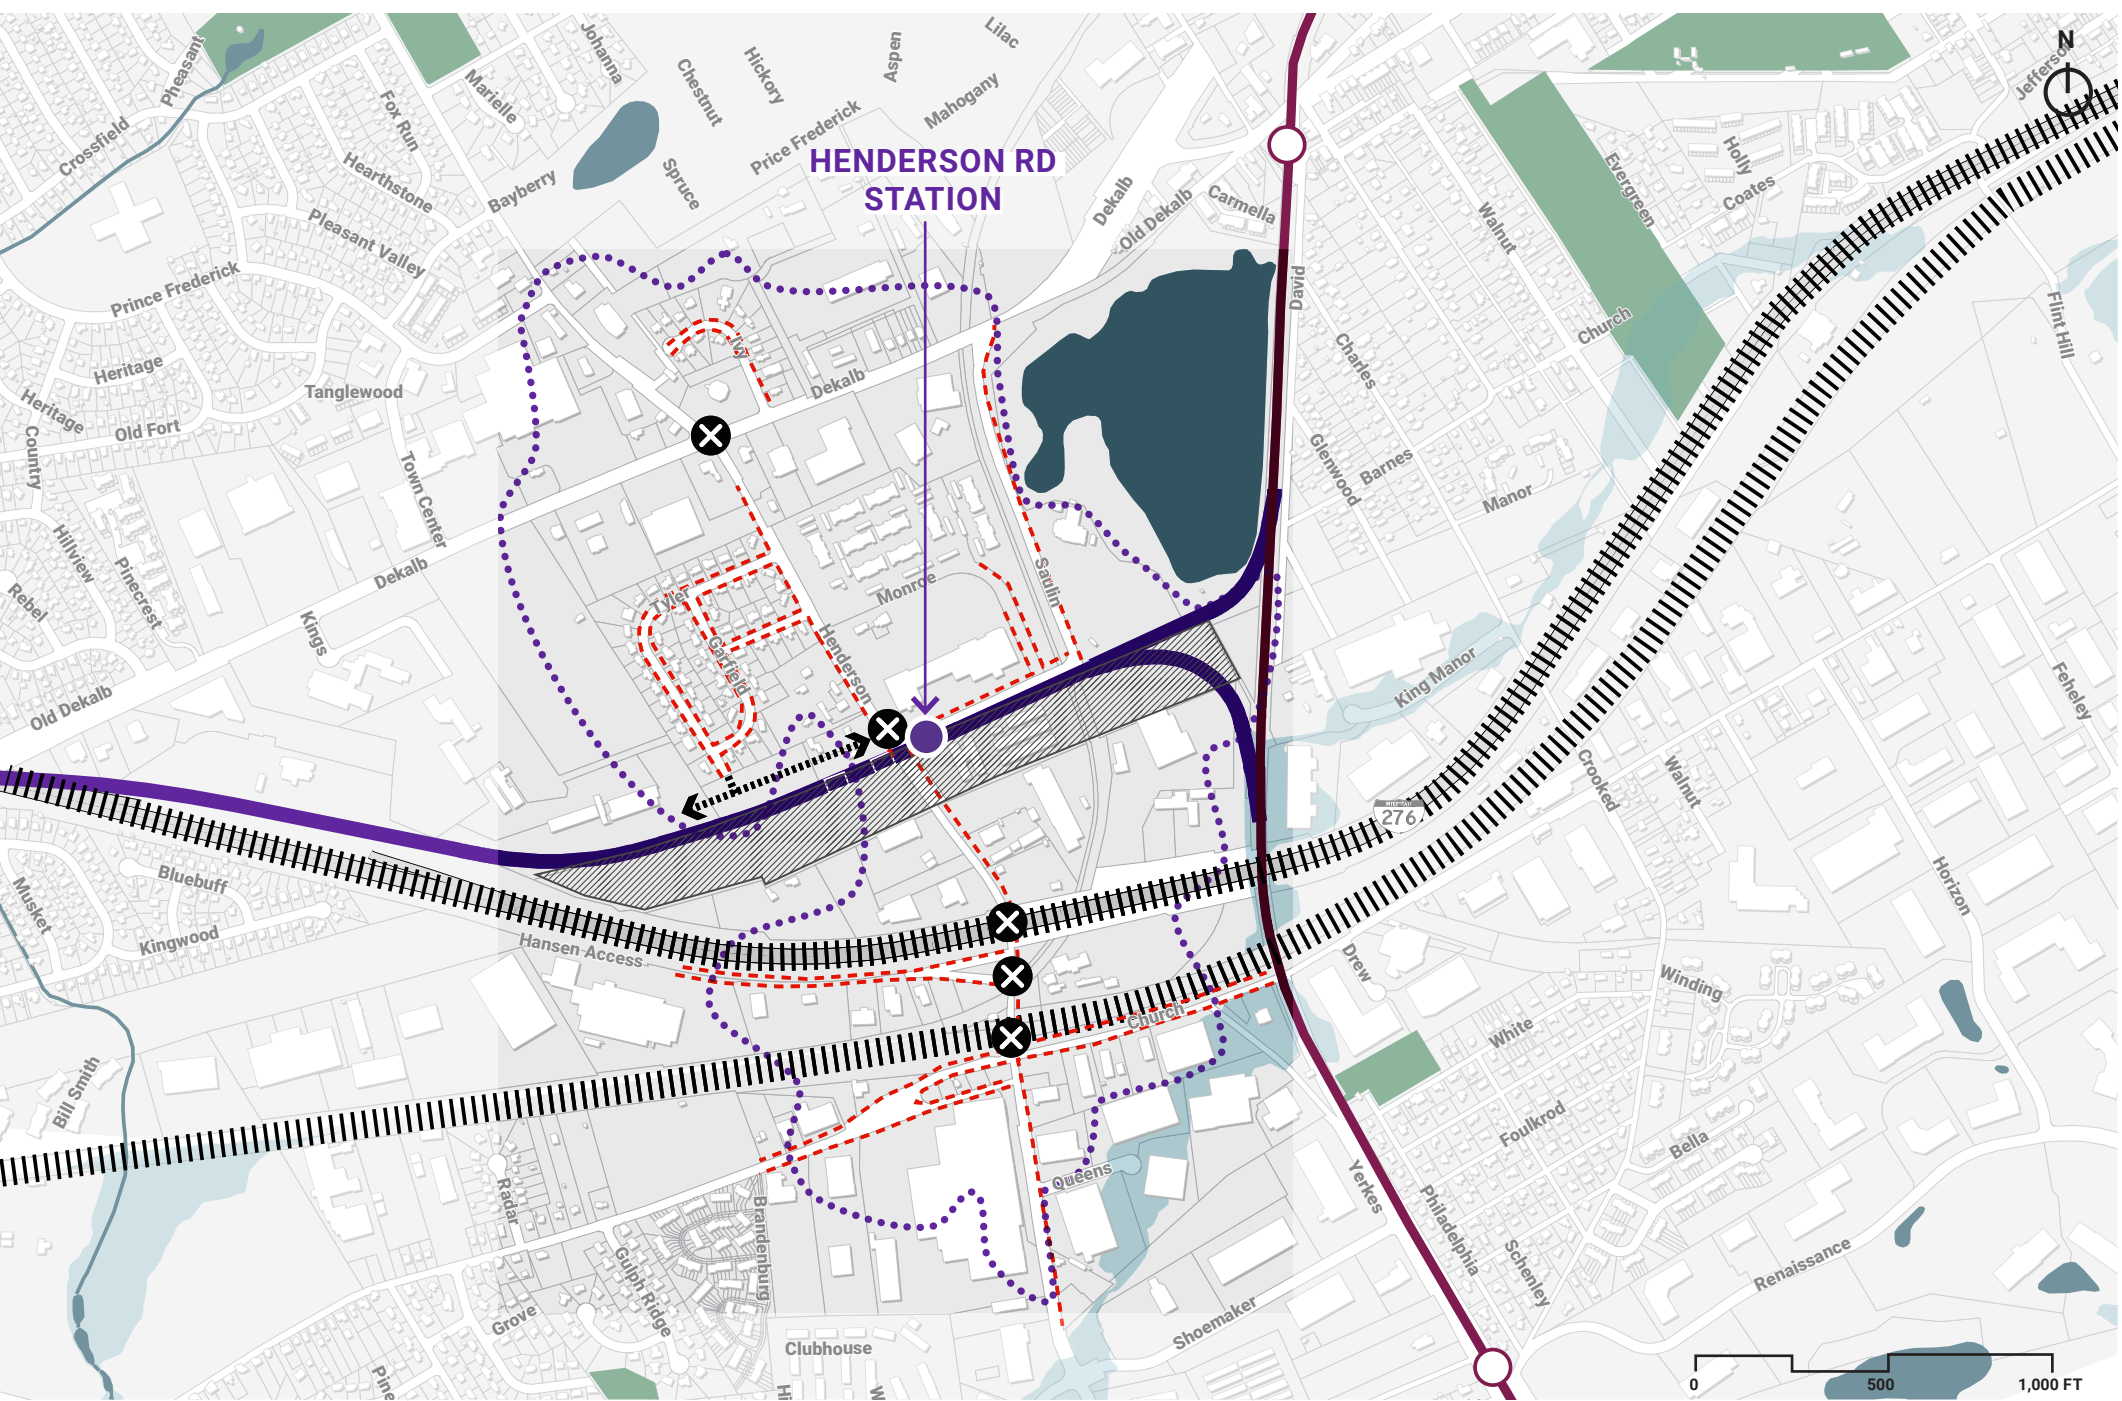 Lilac
Johanna
Aspen
Pheasant
Hickory
Chestnut
N
Jefferson
Marielle
Fox Run
Mahogany
Crossfield
Price Frederick
HENDERSON RD
STATION
Hearthstone
Bayberry
Spruce
Holly
Evergreen
Coates
Dekalb
Old Dekalb
Carmella
Walnut
Pleasant Valley
Prince Frederick
David
Flint Hill
Church
Ivy
Charles
Heritage
Dekalb
Tanglewood
Heritage
Old Fort
Country
Town Center
Glenwood
Barnes
Manor
Hillview
Pinecrest
Dekalb
Rebel
Kings
Tyler
Monroe
Saulin
Garfield
Henderson
King Manor
Feheley
Old Dekalb
Crooked
Walnut
INTERSTATE
276
Bluebuff
Musket
Kingwood
Hansen Access
Horizon
Drew
Winding
Church
White
Bill Smith
Foulkrod
Bella
Queens
Radar
Brandenburg
Yerkes
Philadelphia
Schenley
Gulph Ridge
Renaissance
Grove
Shoemaker
Clubhouse
Pine
Hi
W
0
500
1,000 FT